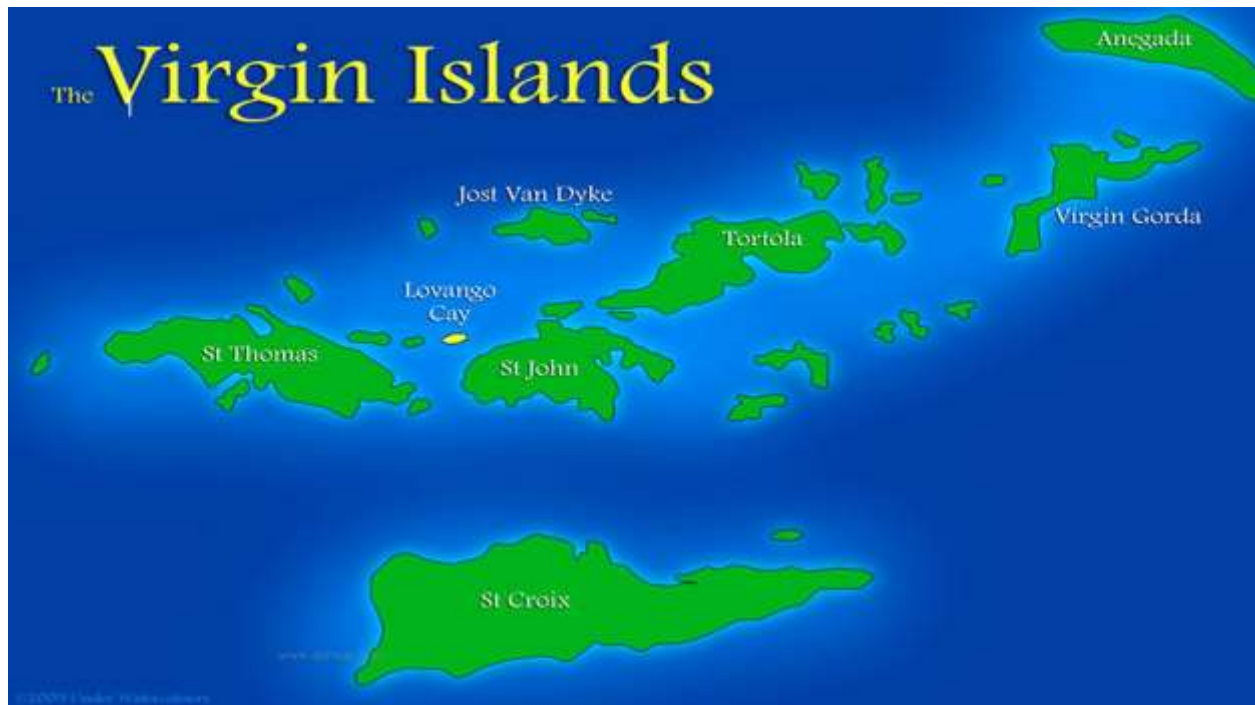 The Virgin Islands
Anegada
Jost Van Dyke
Virgin Gorda
Tortola
Lovango
Cay
St Thomas
St John
St Croix